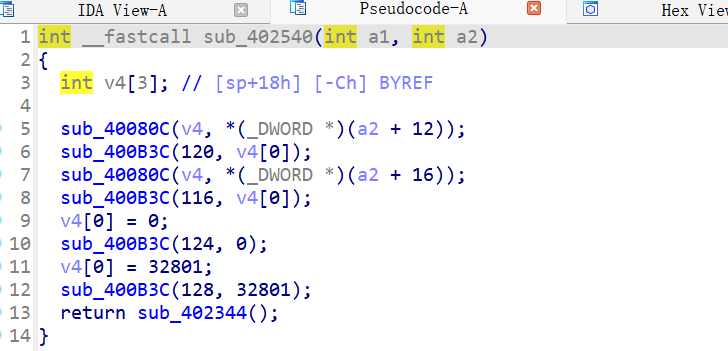 IDA View-A
Pseudocode-A
Hex View
1 int __fastcall sub_402540(int a1, int a2)
2 {
3   int v4[3]; // [sp+18h] [-Ch] BYREF
4
5   sub_40080C(v4, *(_DWORD *)(a2 + 12));
6   sub_400B3C(120, v4[0]);
7   sub_40080C(v4, *(_DWORD *)(a2 + 16));
8   sub_400B3C(116, v4[0]);
9   v4[0] = 0;
10   sub_400B3C(124, 0);
11   v4[0] = 32801;
12   sub_400B3C(128, 32801);
13   return sub_402344();
14 }